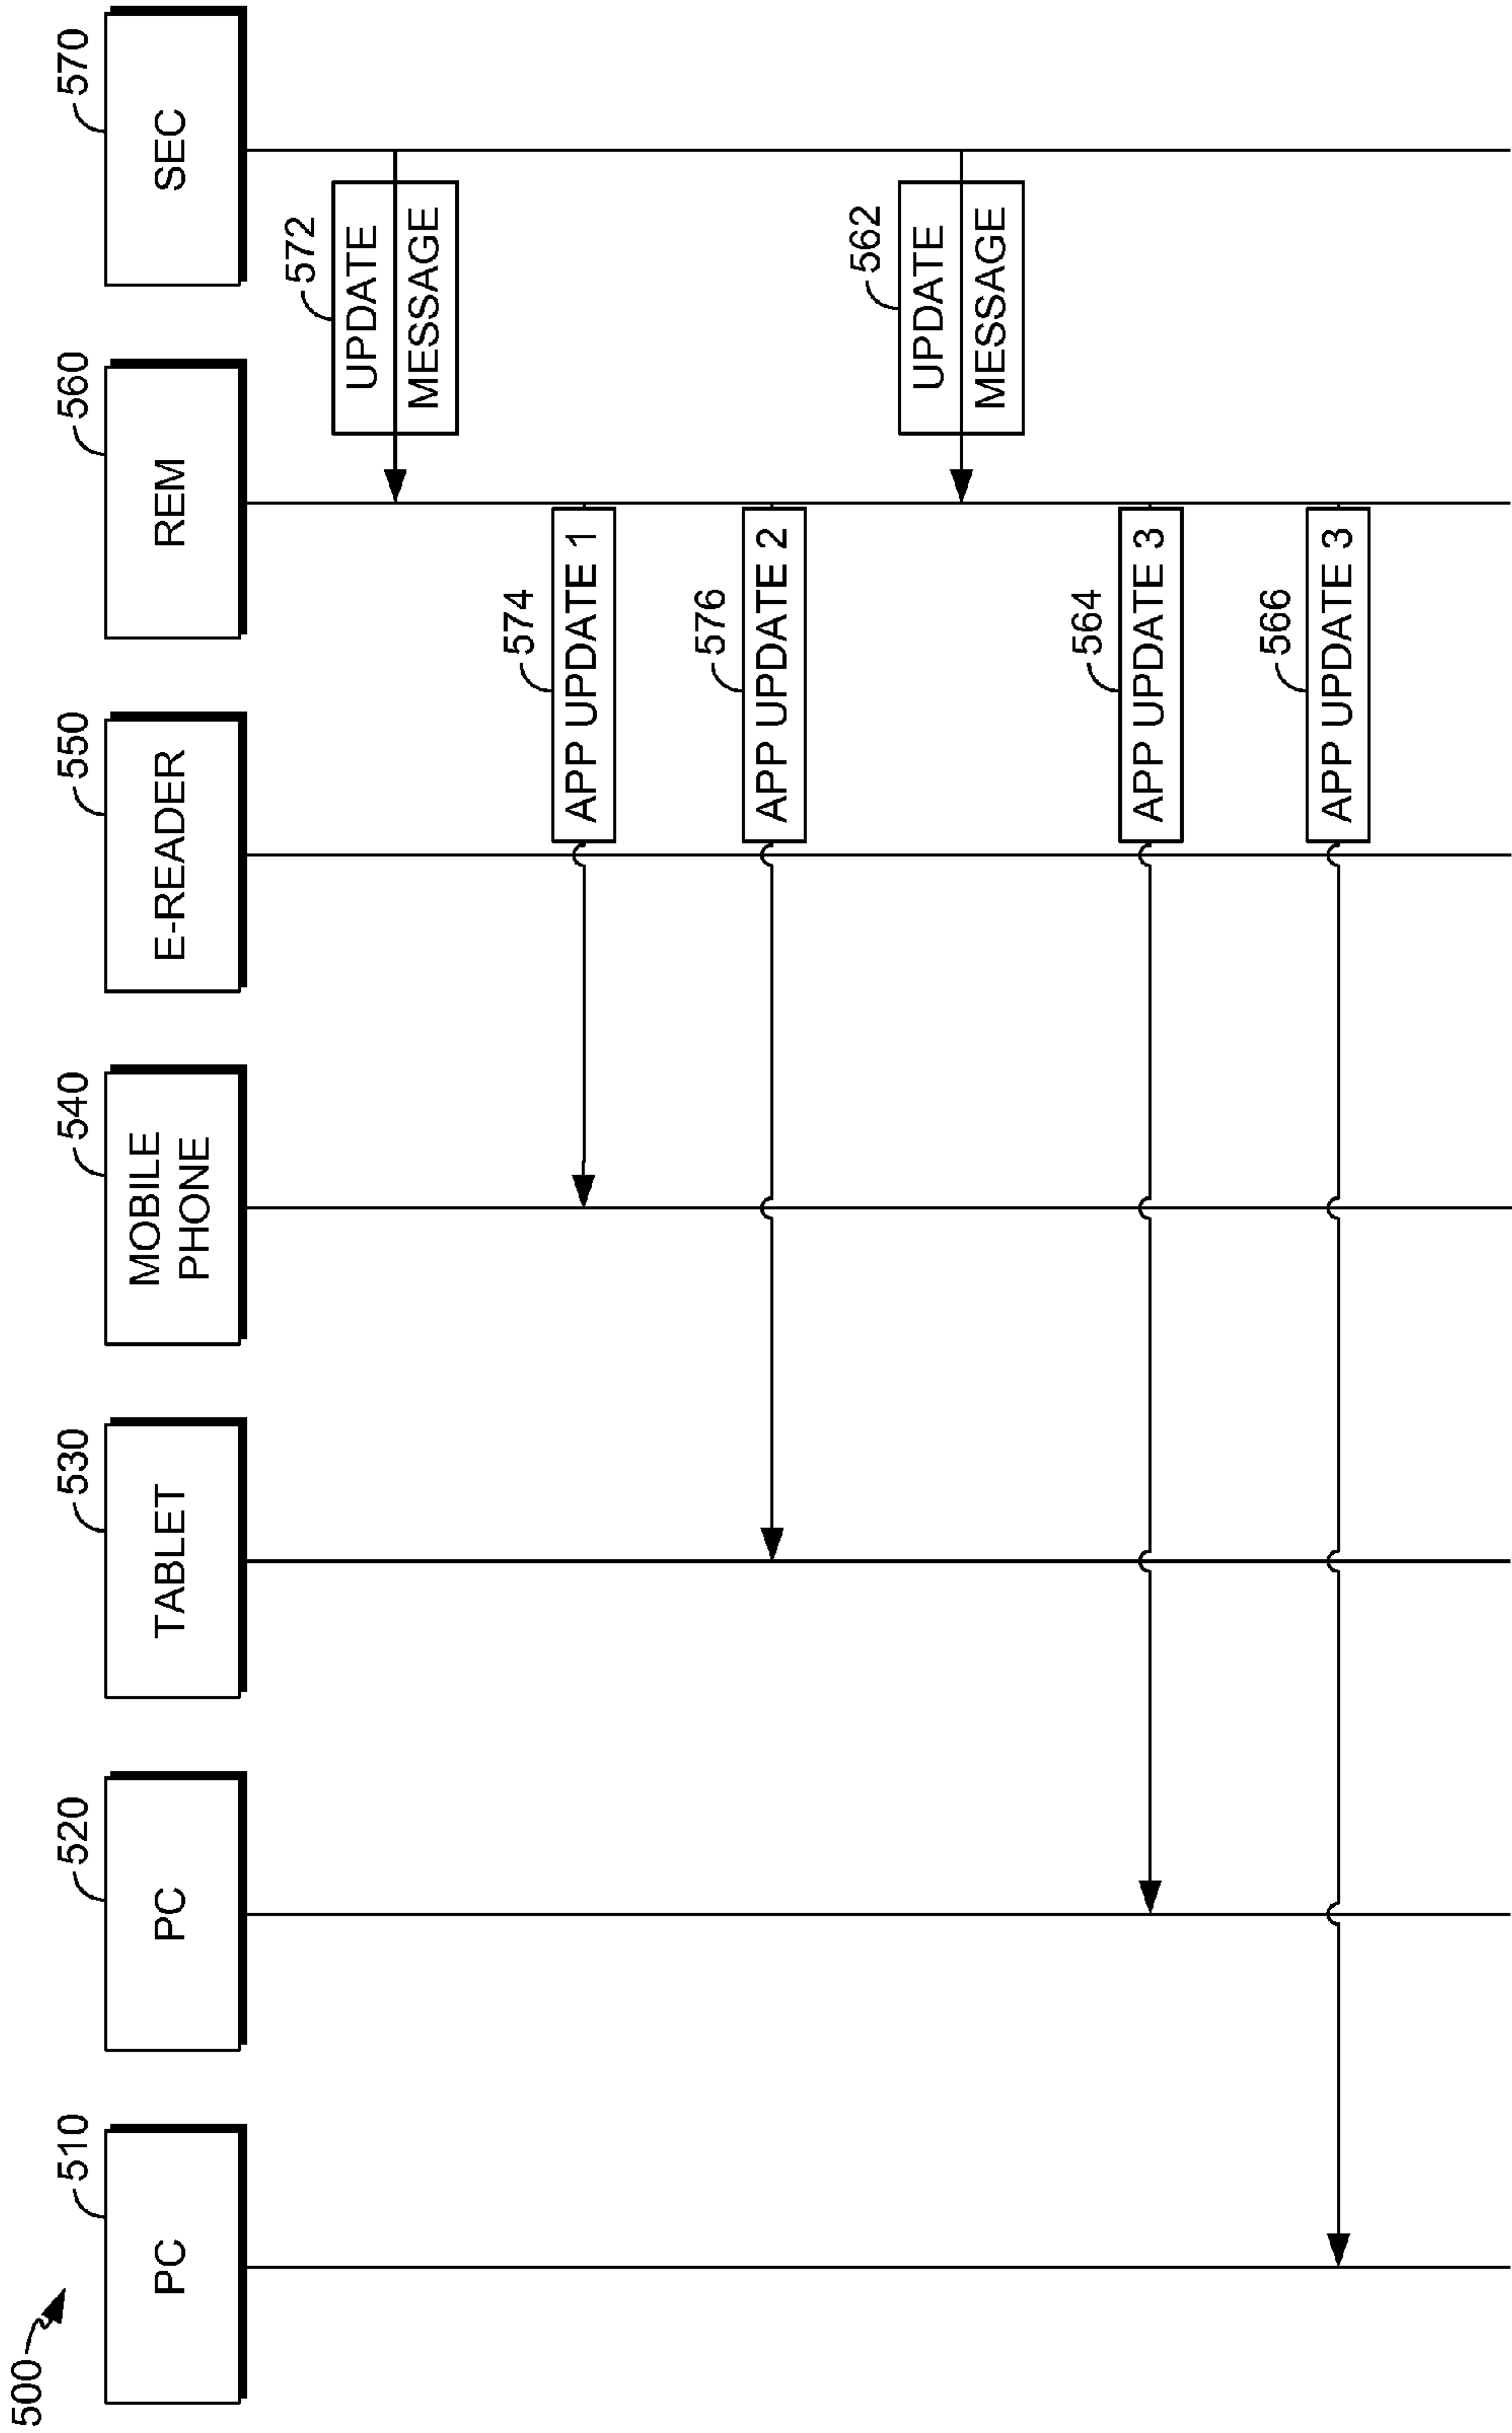 500
510
PC
520
PC
530
TABLET
540
MOBILE
PHONE
550
E-READER
560
REM
570
SEC
572
UPDATE
MESSAGE
574
APP UPDATE 1
576
APP UPDATE 2
562
UPDATE
MESSAGE
564
APP UPDATE 3
566
APP UPDATE 3